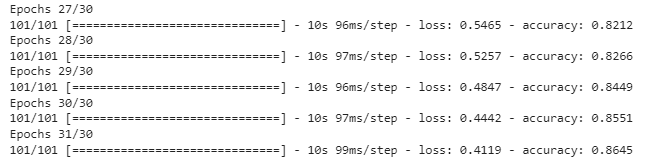 Epochs 27/30
101/101 [==============================] - 10s 96ms/step - loss: 0.5465 - accuracy: 0.8212
Epochs 28/30
101/101 [==============================] - 10s 97ms/step - loss: 0.5257 - accuracy: 0.8266
Epochs 29/30
101/101 [==============================] - 10s 96ms/step - loss: 0.4847 - accuracy: 0.8449
Epochs 30/30
101/101 [==============================] - 10s 97ms/step - loss: 0.4442 - accuracy: 0.8551
Epochs 31/30
101/101 [==============================] - 10s 99ms/step - loss: 0.4119 - accuracy: 0.8645